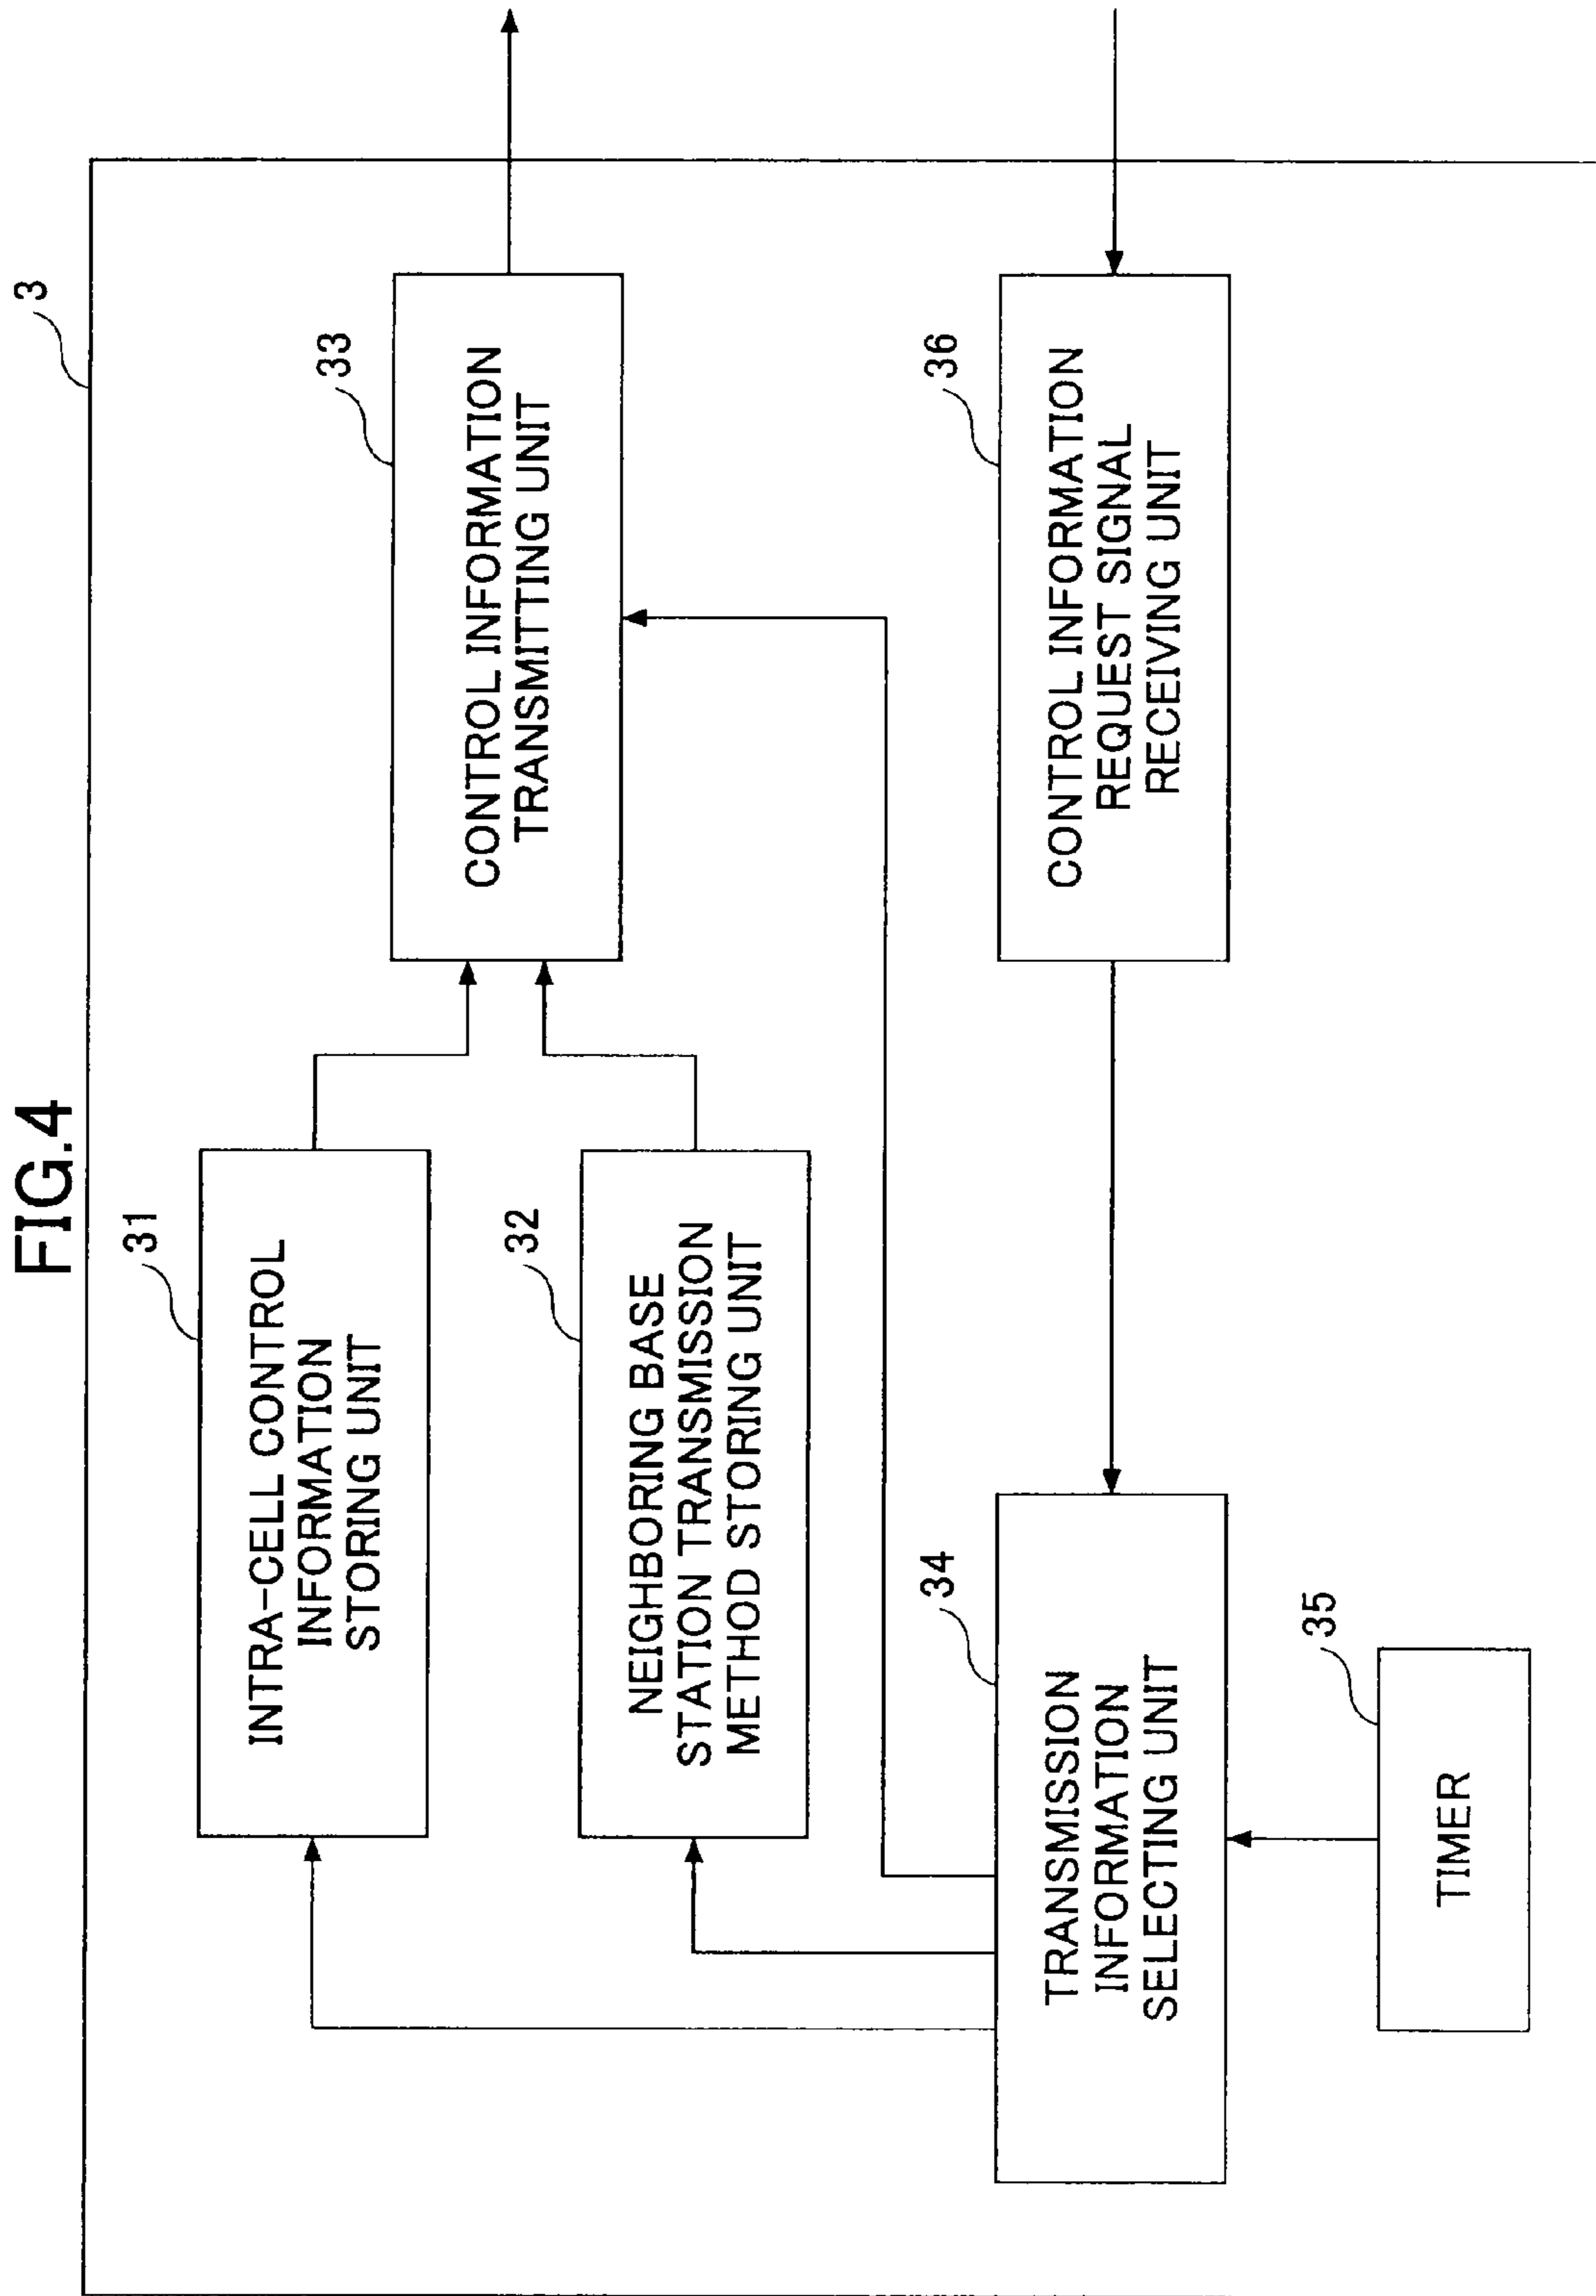 FIG.4
3
31
INTRA-CELL CONTROL
INFORMATION
STORING UNIT
33
CONTROL INFORMATION
TRANSMITTING UNIT
32
NEIGHBORING BASE
STATION TRANSMISSION
METHOD STORING UNIT
34
TRANSMISSION
INFORMATION
SELECTING UNIT
36
CONTROL INFORMATION
REQUEST SIGNAL
RECEIVING UNIT
35
TIMER